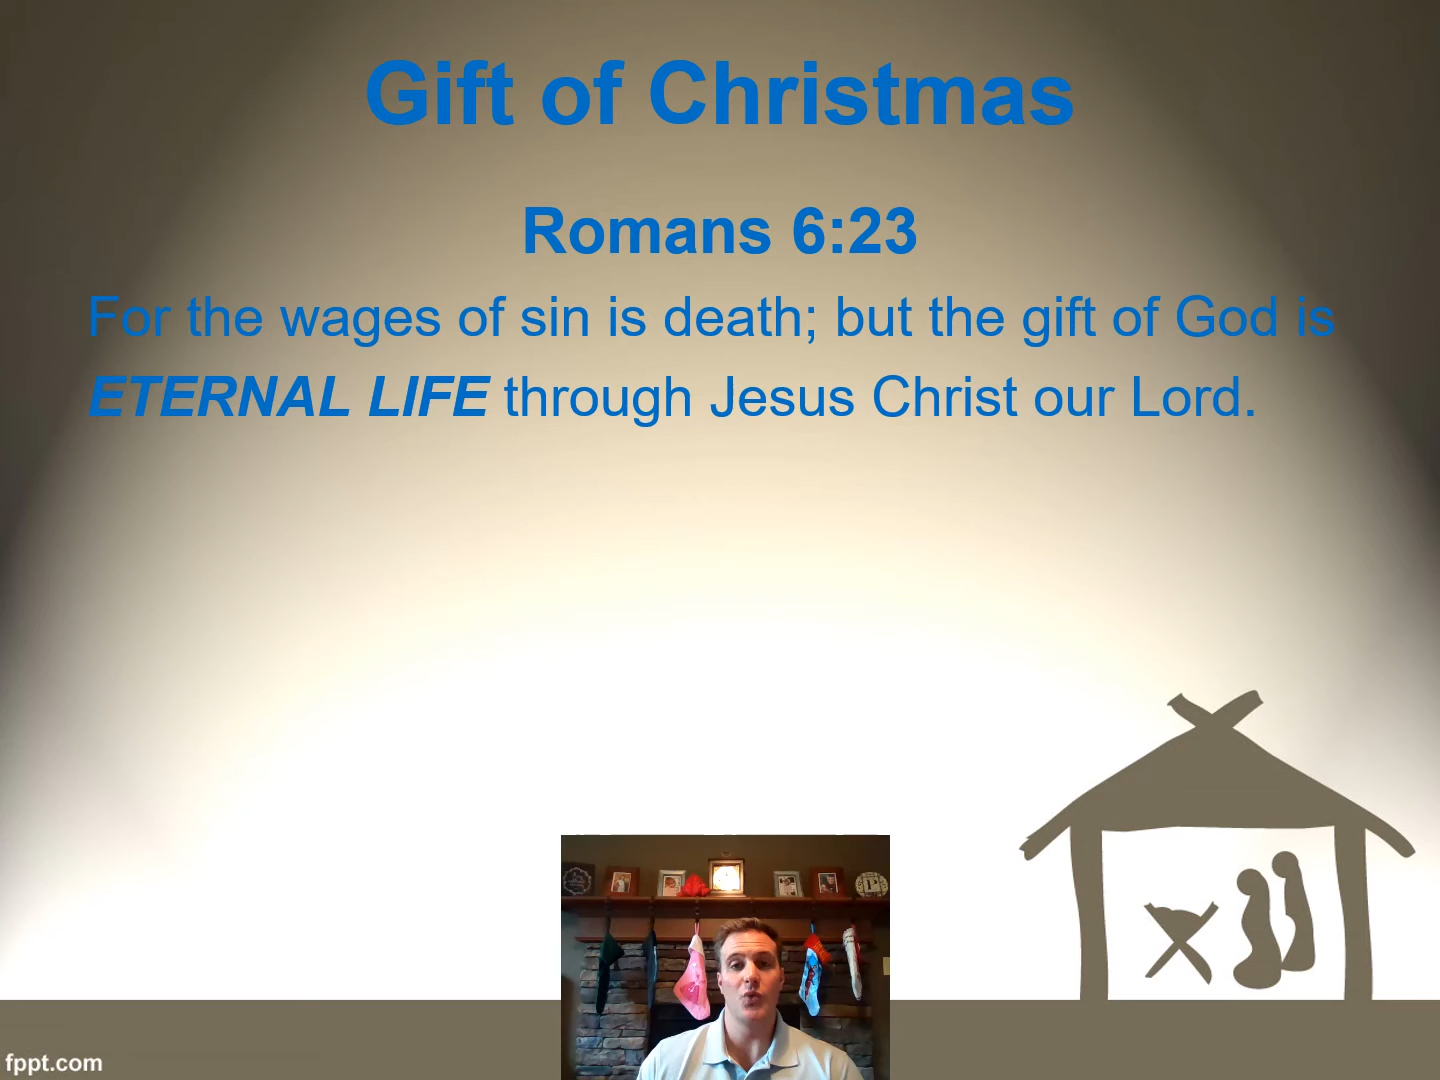 Gift of Christmas
Romans 6:23
For the wages of sin is death; but the gift of God is
ETERNAL LIFE through Jesus Christ our Lord.
fppt.com